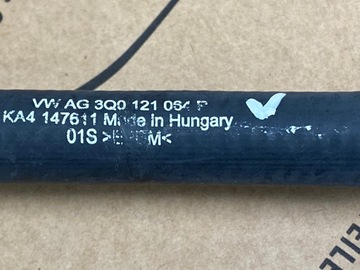 VW AG 3Q0 121 064
KA4 147611 Made in Hungary
01S